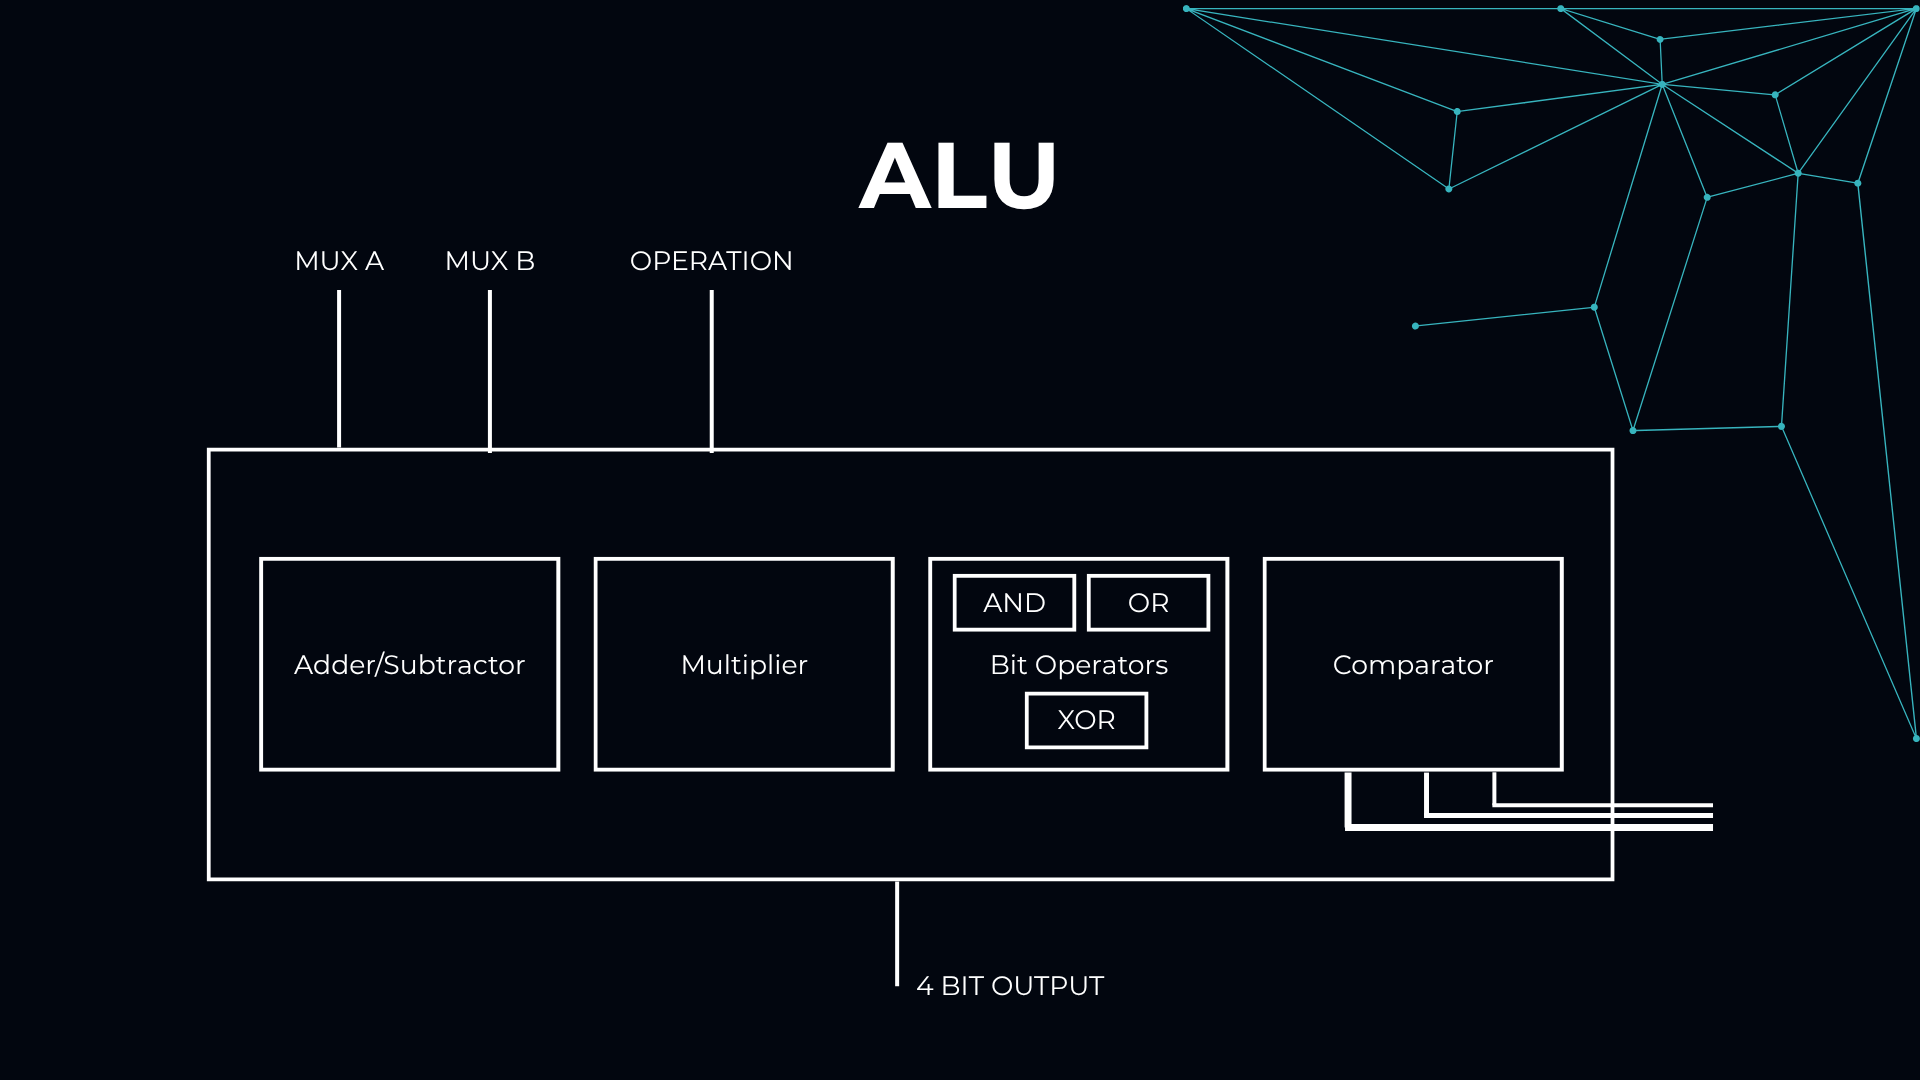 ALU
MUX A
MUX B
OPERATION
Adder/Subtractor
Multiplier
AND
OR
Bit Operators
XOR
Comparator
4 BIT OUTPUT